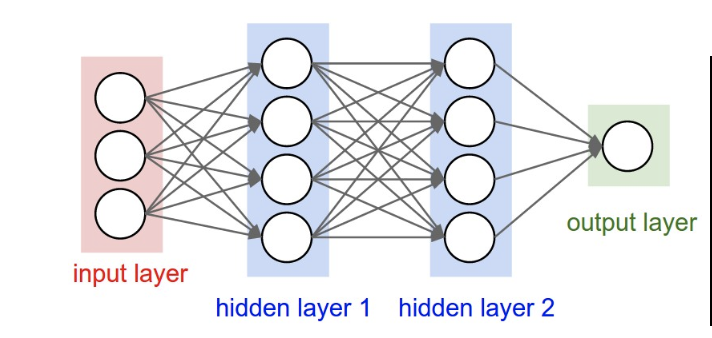 input layer
hidden layer 1
hidden layer 2
output layer